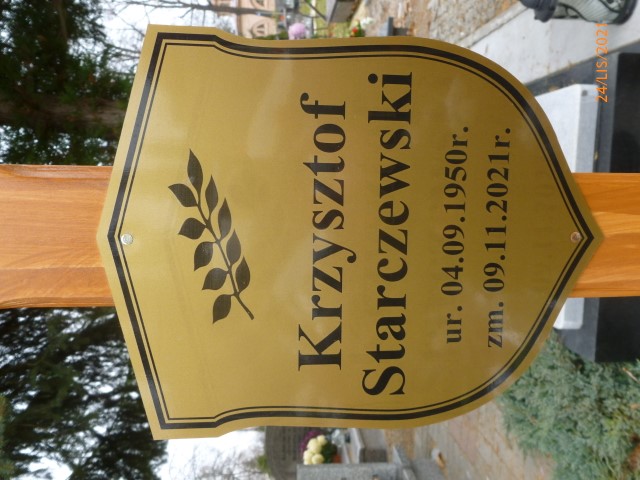 Krzysztof
Starczewski
ur. 04.09.1950r.
zm. 09.11.2021r.
24/LIS/2021